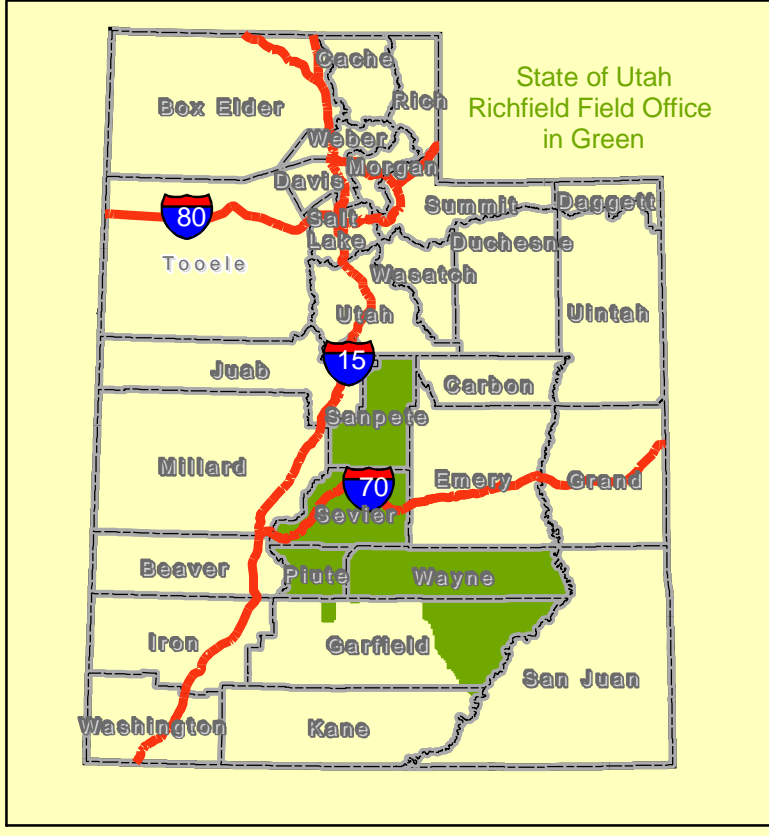 State of Utah
Richfield Field Office
in Green
Cache
Rich
Box Elder
Weber
Morgan
Davis
Summit
Daggett
80
Salt
Lake
Duchesne
Tooele
Wasatch
Utah
Uintah
15
Juab
Carbon
Sanpete
Millard
70
Emery
Grand
Sevier
Beaver
Piute
Wayne
Iron
Garfield
San Juan
Washington
Kane